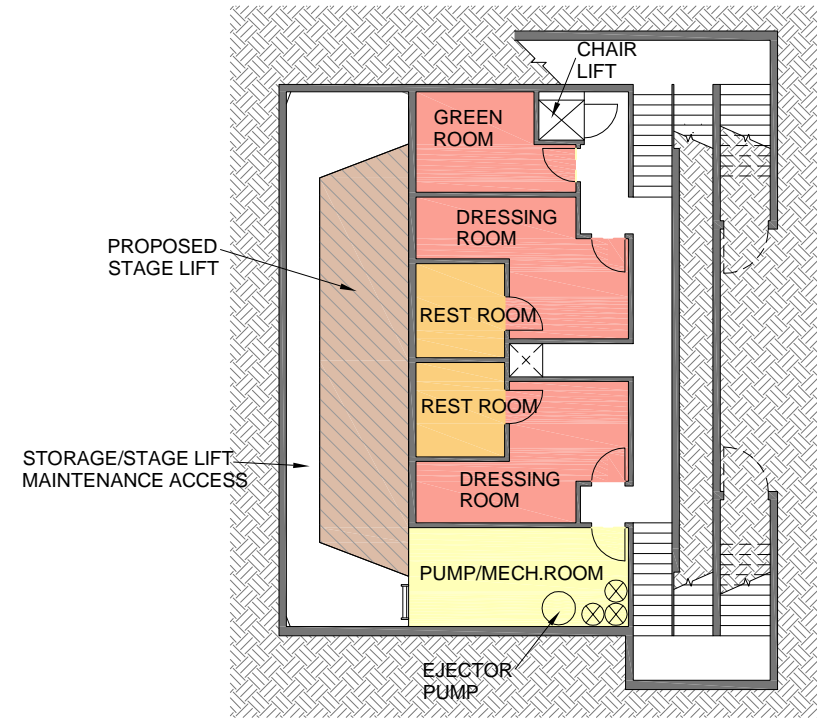 CHAIR
LIFT
GREEN
ROOM
DRESSING
ROOM
PROPOSED
STAGE LIFT
REST ROOM
REST ROOM
STORAGE/STAGE LIFT
MAINTENANCE ACCESS
DRESSING
ROOM
PUMP/MECH.ROOM
EJECTOR
PUMP